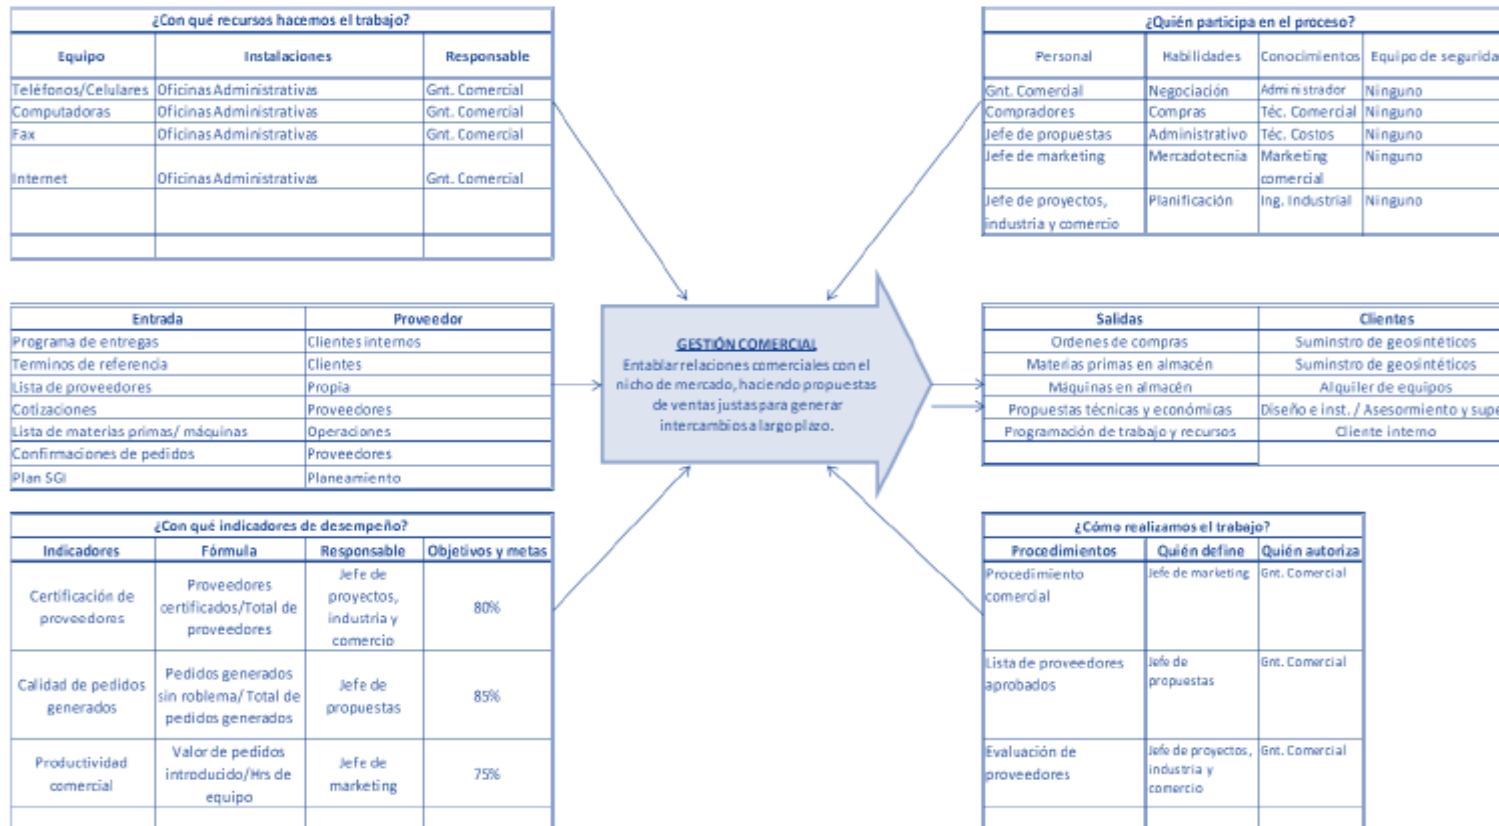 ¿Con qué recursos hacemos el trabajo?
Equipo Instalaciones Responsable
Teléfonos/Celulares Oficinas Administrativas Gnt. Comercial
Computadoras Oficinas Administrativas Gnt. Comercial
Fax Oficinas Administrativas Gnt. Comercial
Internet Oficinas Administrativas Gnt. Comercial
¿Quién participa en el proceso?
Personal Habilidades Conocimientos Equipo de segurida
Gnt. Comercial Negociación Administrador Ninguno
Compradores Compras Téc. Comercial Ninguno
Jefe de propuestas Administrativo Téc. Costos Ninguno
Jefe de marketing Mercadotecnia Marketing Ninguno
comercial
Jefe de proyectos, Planificación Ing. Industrial Ninguno
industria y comercio
Entrada Proveedor
Programa de entregas Clientes internos
Terminos de referencia Clientes
Lista de proveedores Propia
Cotizaciones Proveedores
Lista de materias primas/ máquinas Operaciones
Confirmaciones de pedidos Proveedores
Plan SGI Planeamiento
GESTIÓN COMERCIAL
Entablar relaciones comerciales con el
nicho de mercado, haciendo propuestas
de ventas justas para generar
intercambios a largo plazo.
Salidas Clientes
Ordenes de compras Suminstro de geosintéticos
Materias primas en almacén Suminstro de geosintéticos
Máquinas en almacén Alquiler de equipos
Propuestas técnicas y económicas Diseño e inst. / Asesormiento y supe
Programación de trabajo y recursos Cliente interno
¿Con qué indicadores de desempeño?
Indicadores Fórmula Responsable Objetivos y metas
Certificación de
proveedores
Proveedores
certificados/Total de
proveedores
Jefe de
proyectos,
industria y
comercio
80%
Calidad de pedidos
generados
Pedidos generados
sin roblema/ Total de
pedidos generados
Jefe de
propuestas
85%
Productividad
comercial
Valor de pedidos
introducido/Hrs de
equipo
Jefe de
marketing
75%
¿Cómo realizamos el trabajo?
Procedimientos Quién define Quién autoriza
Procedimiento
comercial
Jefe de marketing
Gnt. Comercial
Lista de proveedores
aprobados
Jefe de
propuestas
Gnt. Comercial
Evaluación de
proveedores
Jefe de proyectos,
industria y
comercio
Gnt. Comercial